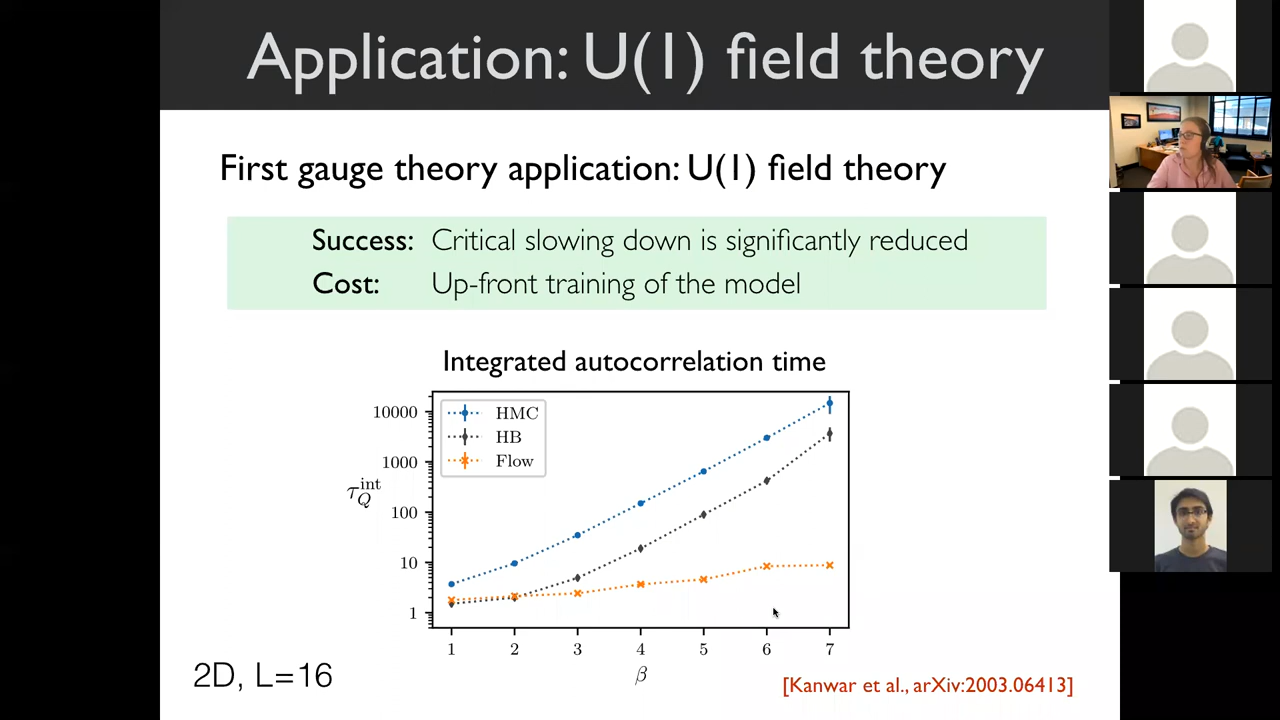 Application: U(1) field theory
First gauge theory application: U(1) field theory
Success: Critical slowing down is significantly reduced
Cost: Up-front training of the model
Integrated autocorrelation time
HMC
HB
Flow
10000
1000
100
10
1
τ_Q^int
1 2 3 4 5 6 7
β
2D, L=16
[Kanwar et al., arXiv:2003.06413]